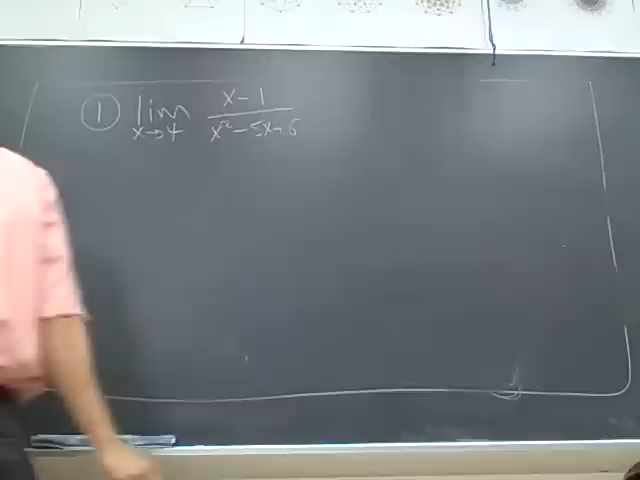 ① lim x→4 (x-1)/(x²-5x+6)